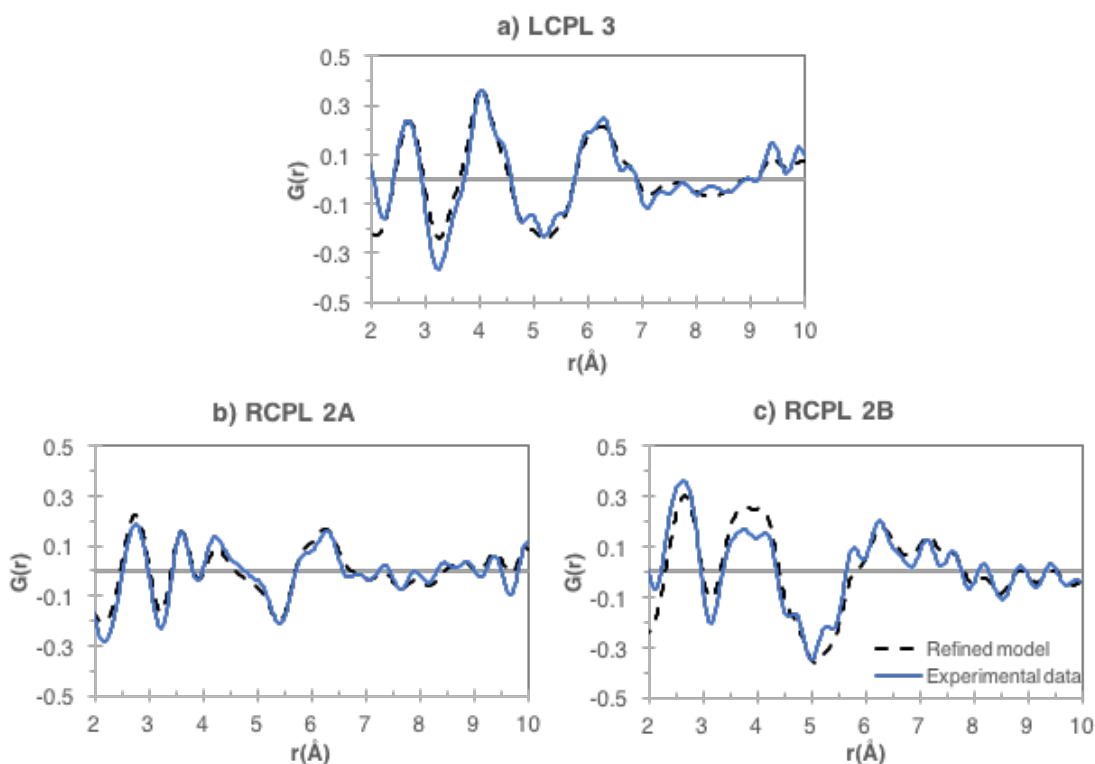 a) LCPL 3
0.5
0.3
0.1
-0.1
-0.3
-0.5
G(r)
2 3 4 5 6 7 8 9 10
r(Å)
b) RCPL 2A
0.5
0.3
0.1
-0.1
-0.3
-0.5
G(r)
2 3 4 5 6 7 8 9 10
r(Å)
c) RCPL 2B
0.5
0.3
0.1
-0.1
-0.3
-0.5
G(r)
Refined model
Experimental data
2 3 4 5 6 7 8 9 10
r(Å)